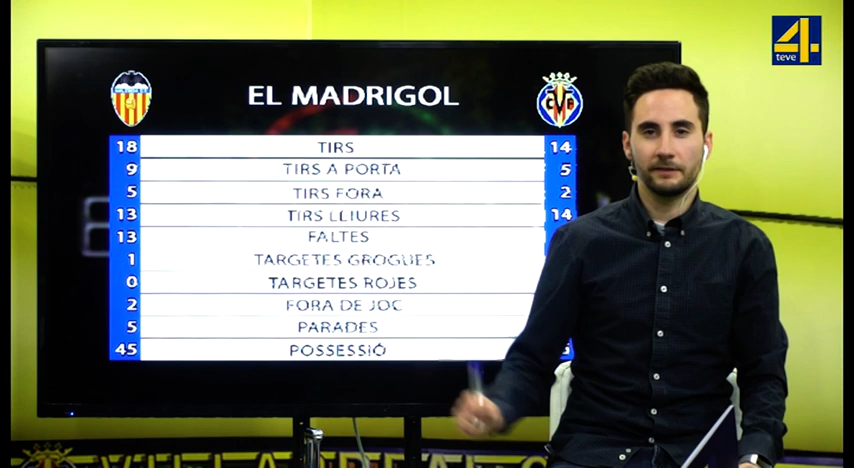 4
teve
EL MADRIGOL
18 TIRS 14
9 TIRS A PORTA 5
5 TIRS FORA 2
13 TIRS LLIURES 14
13 FALTES
1 TARGETES GROGUES
0 TARGETES ROJES
2 FORA DE JOC
5 PARADES
45 POSSESSIÓ